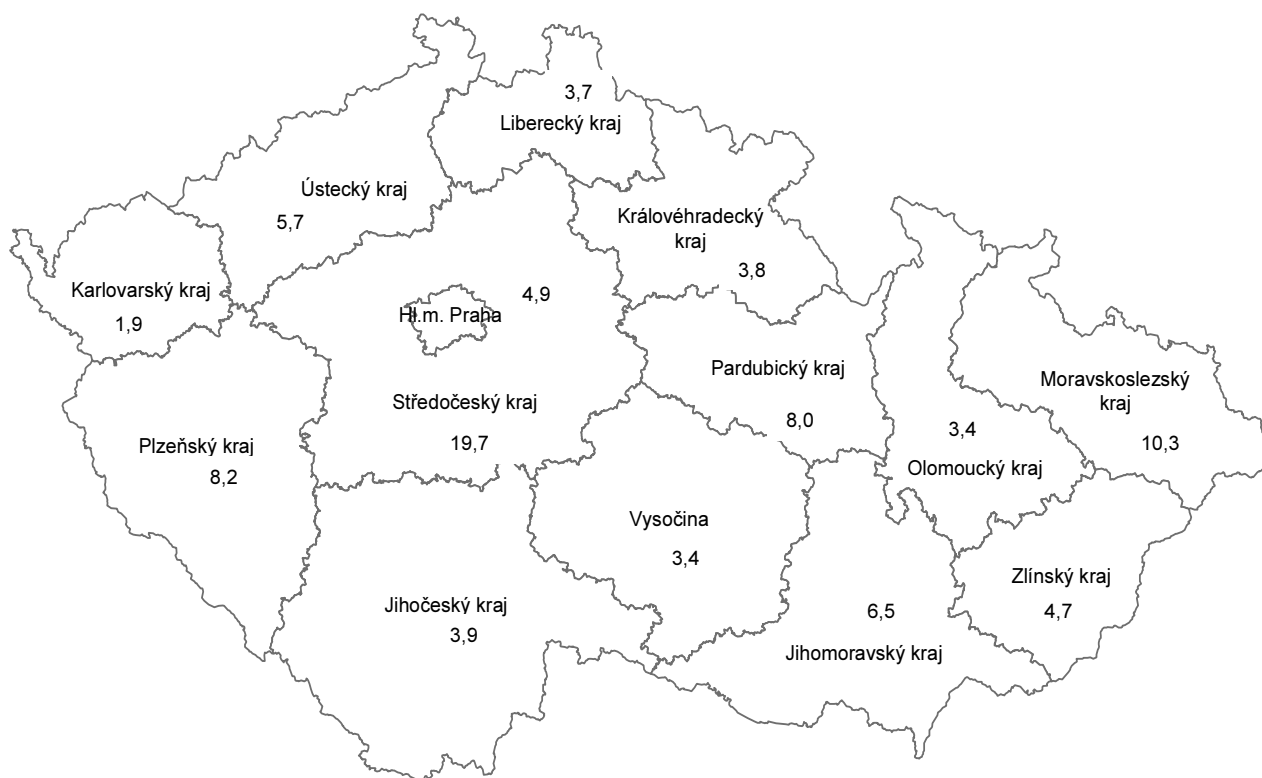 3,7
Liberecký kraj
Ústecký kraj
5,7
Královéhradecký
kraj
3,8
Karlovarský kraj
1,9
4,9
Hl.m. Praha
Pardubický kraj
8,0
Moravskoslezský
kraj
10,3
Středočeský kraj
19,7
Plzeňský kraj
8,2
3,4
Olomoucký kraj
Vysočina
3,4
Zlínský kraj
4,7
Jihočeský kraj
3,9
6,5
Jihomoravský kraj